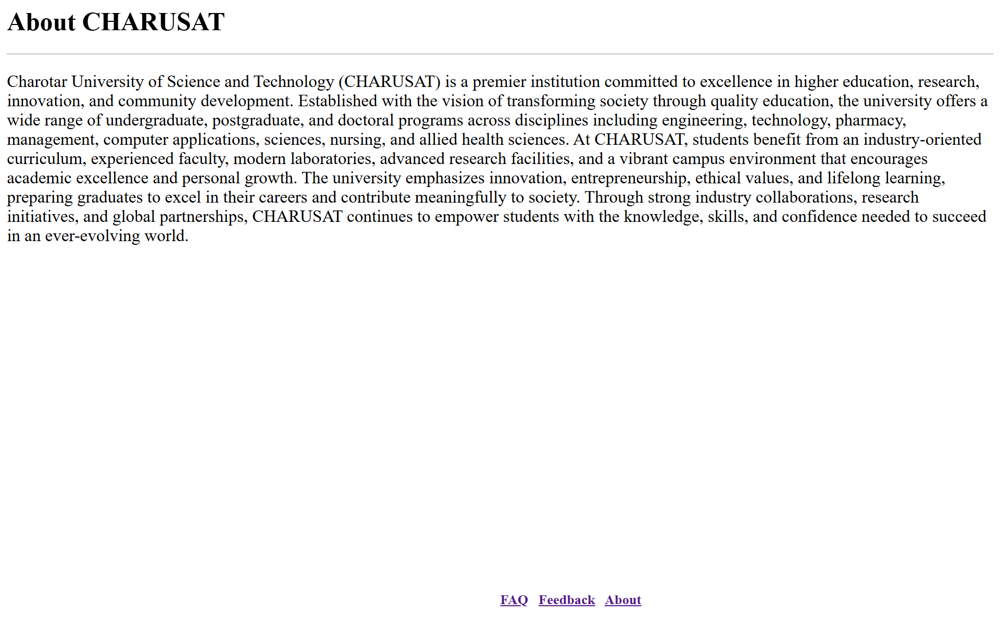 About CHARUSAT
Charotar University of Science and Technology (CHARUSAT) is a premier institution committed to excellence in higher education, research,
innovation, and community development. Established with the vision of transforming society through quality education, the university offers a
wide range of undergraduate, postgraduate, and doctoral programs across disciplines including engineering, technology, pharmacy,
management, computer applications, sciences, nursing, and allied health sciences. At CHARUSAT, students benefit from an industry-oriented
curriculum, experienced faculty, modern laboratories, advanced research facilities, and a vibrant campus environment that encourages
academic excellence and personal growth. The university emphasizes innovation, entrepreneurship, ethical values, and lifelong learning,
preparing graduates to excel in their careers and contribute meaningfully to society. Through strong industry collaborations, research
initiatives, and global partnerships, CHARUSAT continues to empower students with the knowledge, skills, and confidence needed to succeed
in an ever-evolving world.
FAQ Feedback About